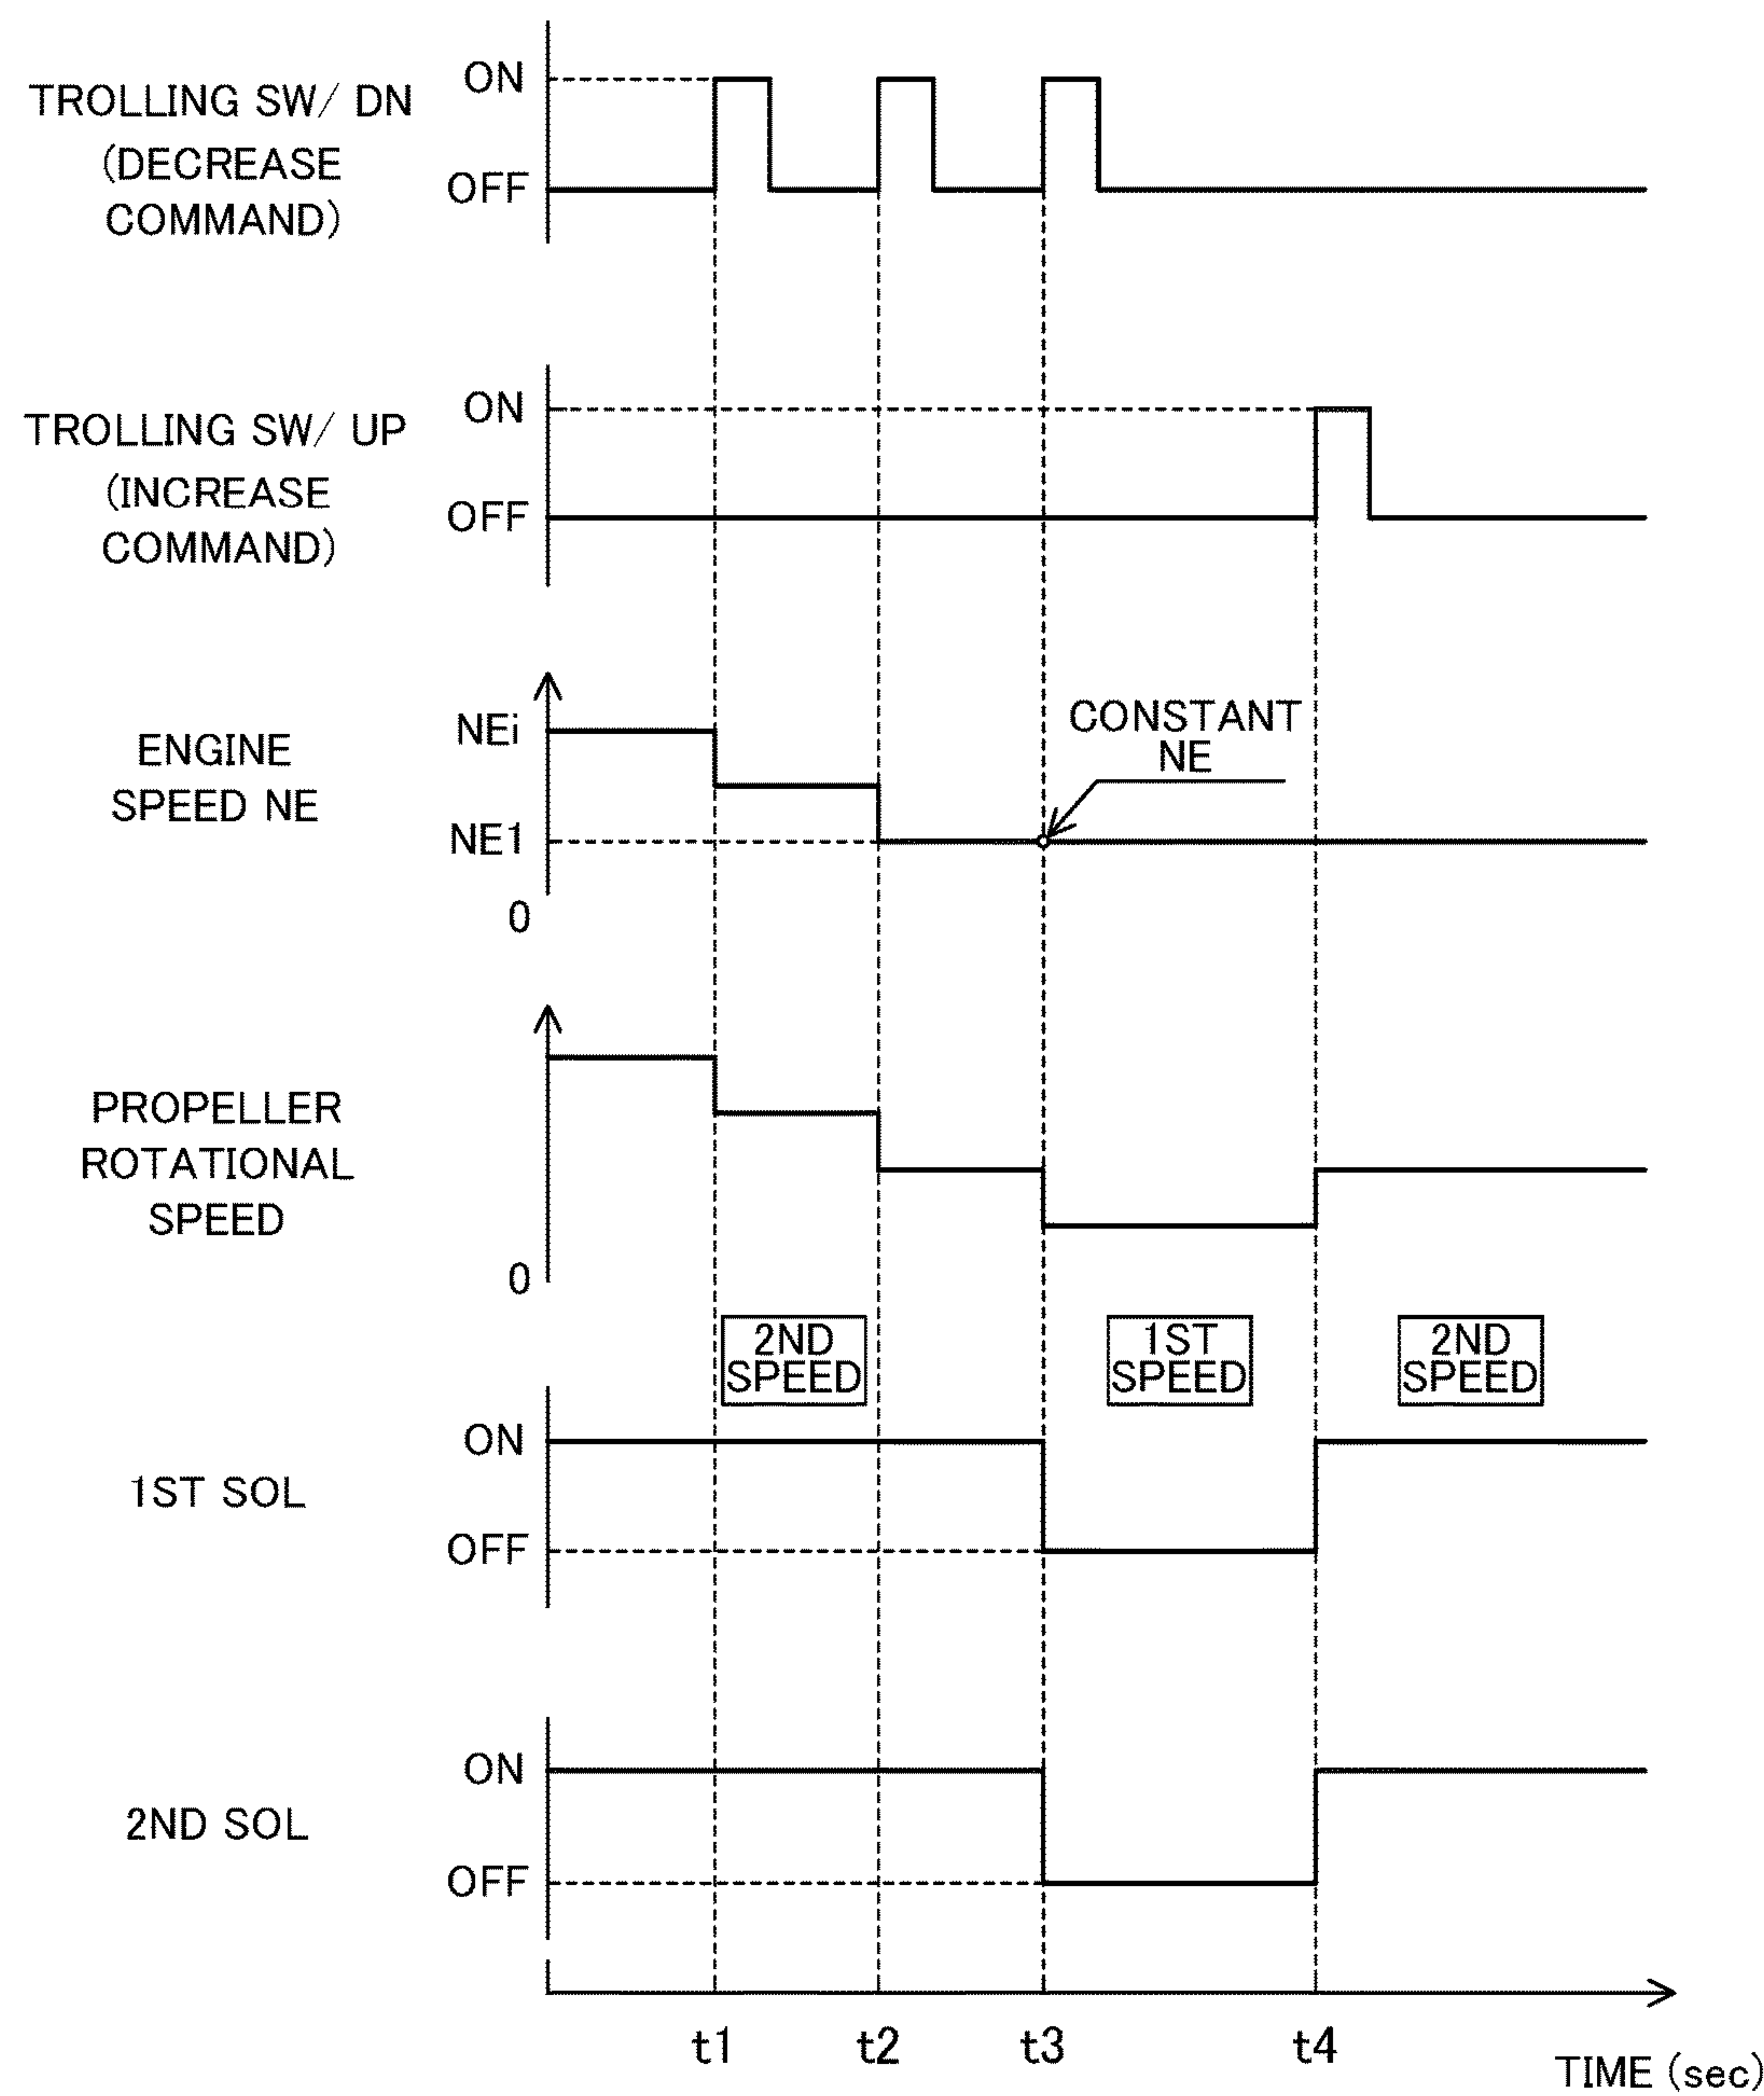 ON
TROLLING SW/ DN
(DECREASE
COMMAND)
OFF
ON
TROLLING SW/ UP
(INCREASE
COMMAND)
OFF
NEi
ENGINE
SPEED NE
NE1
0
CONSTANT
NE
PROPELLER
ROTATIONAL
SPEED
0
2ND
SPEED
1ST
SPEED
2ND
SPEED
ON
1ST SOL
OFF
ON
2ND SOL
OFF
t1 t2 t3 t4
TIME (sec)